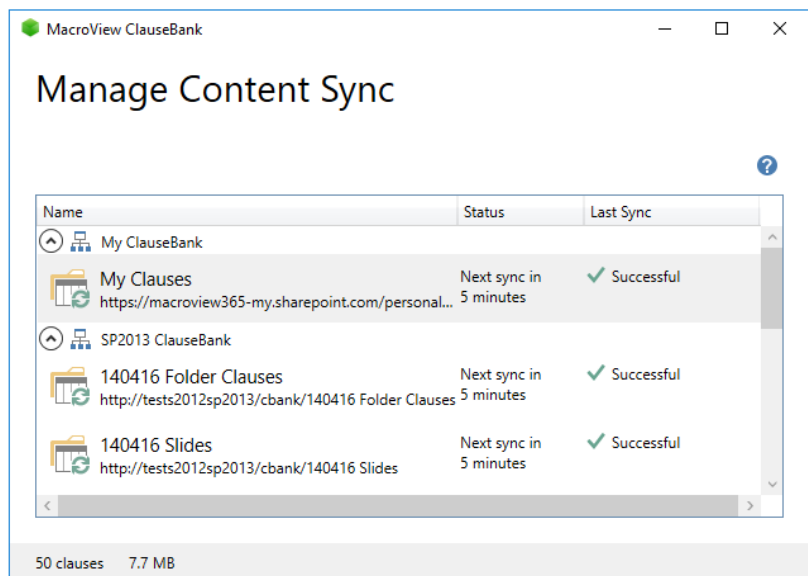 MacroView ClauseBank
Manage Content Sync
?
Name Status Last Sync
My ClauseBank
My Clauses
https://macroview365-my.sharepoint.com/personal...
Next sync in
5 minutes
Successful
SP2013 ClauseBank
140416 Folder Clauses
http://tests2012sp2013/cbank/140416 Folder Clauses
Next sync in
5 minutes
Successful
140416 Slides
http://tests2012sp2013/cbank/140416 Slides
Next sync in
5 minutes
Successful
50 clauses 7.7 MB